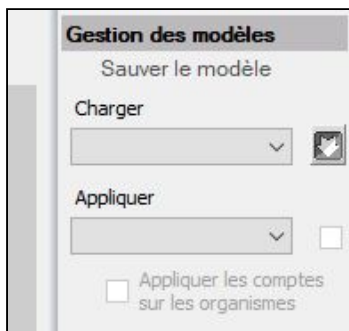 Gestion des modèles
Sauver le modèle
Charger
Appliquer
Appliquer les comptes
sur les organismes